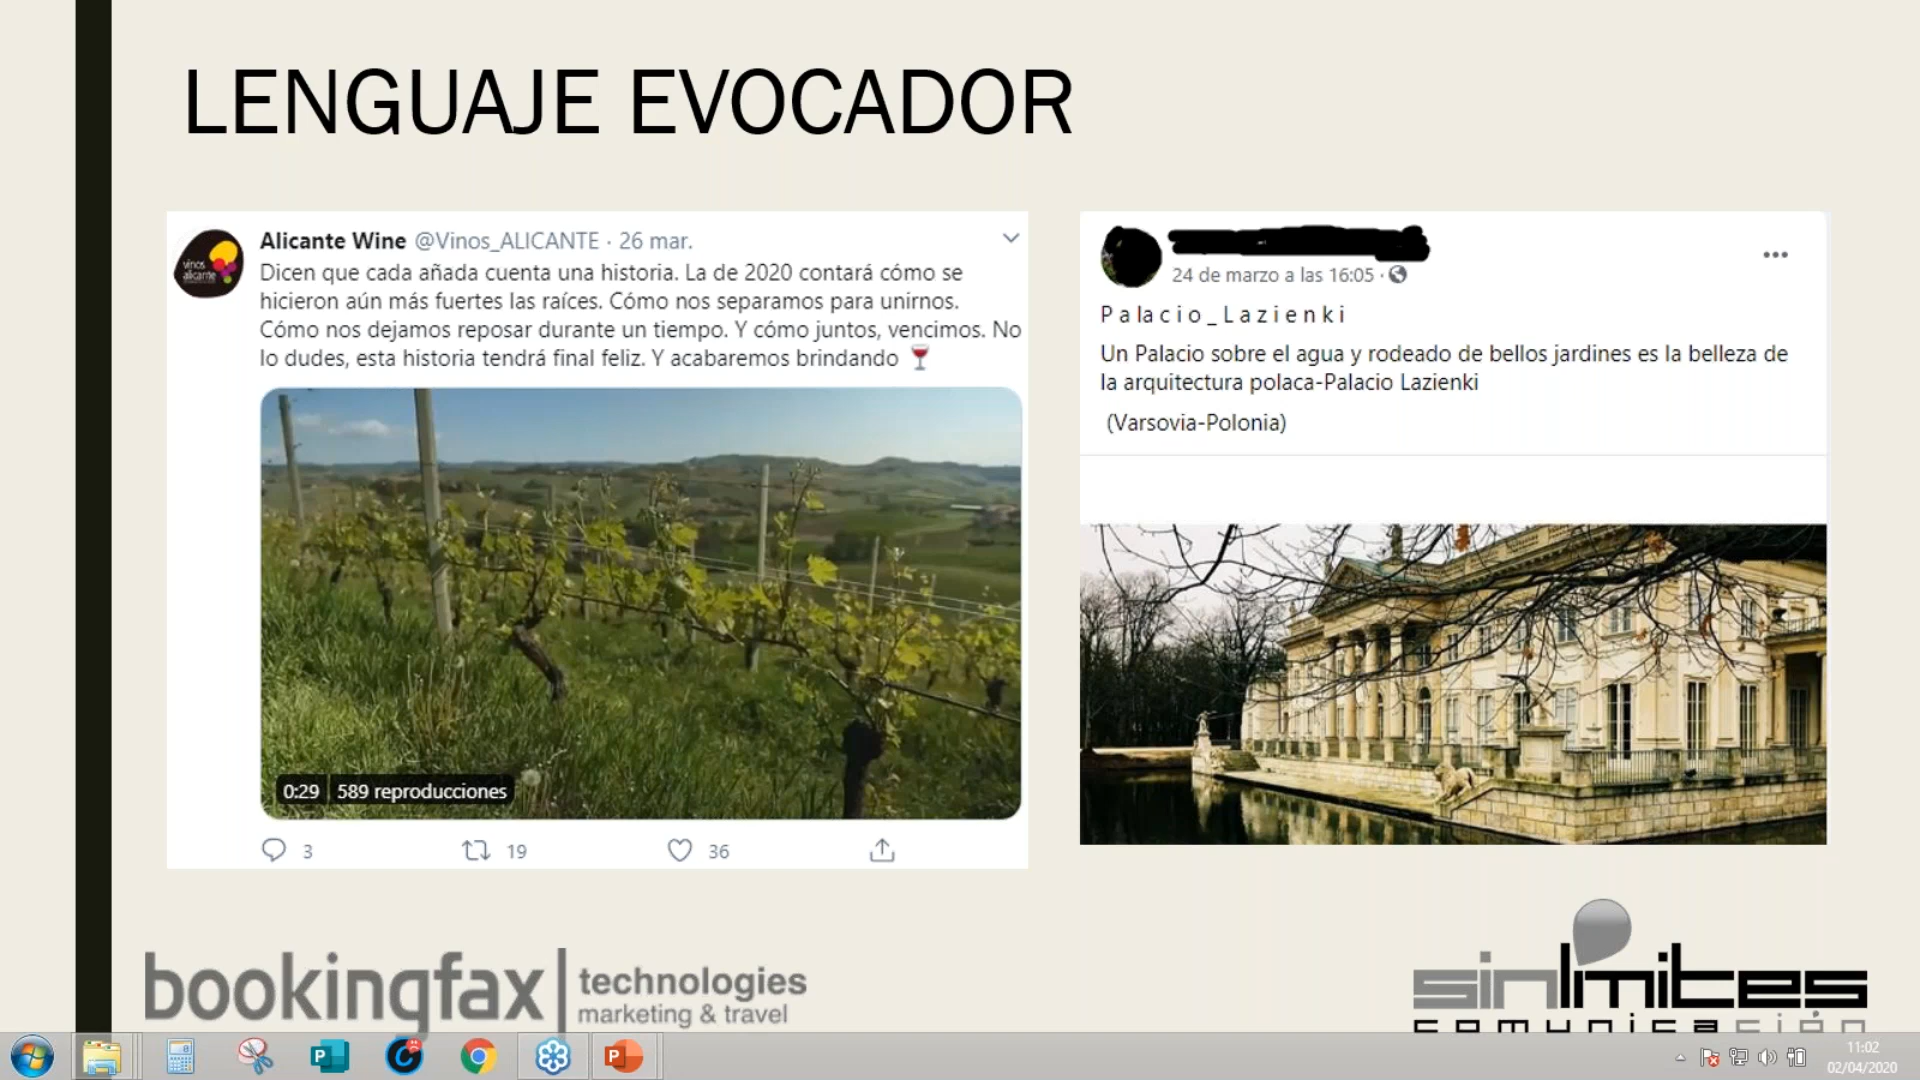 LENGUAJE EVOCADOR
vinos
alicante
Alicante Wine @Vinos_ALICANTE · 26 mar.
Dicen que cada añada cuenta una historia. La de 2020 contará cómo se
hicieron aún más fuertes las raíces. Cómo nos separamos para unirnos.
Cómo nos dejamos reposar durante un tiempo. Y cómo juntos, vencimos. No
lo dudes, esta historia tendrá final feliz. Y acabaremos brindando 🍷
0:29 589 reproducciones
3 19 36
24 de marzo a las 16:05 ·
P a la c i o _ L a z i e n k i
Un Palacio sobre el agua y rodeado de bellos jardines es la belleza de
la arquitectura polaca-Palacio Lazienki
(Varsovia-Polonia)
bookingfax
technologies
marketing & travel
sinlimites
comunicación
11:02
02/04/2020